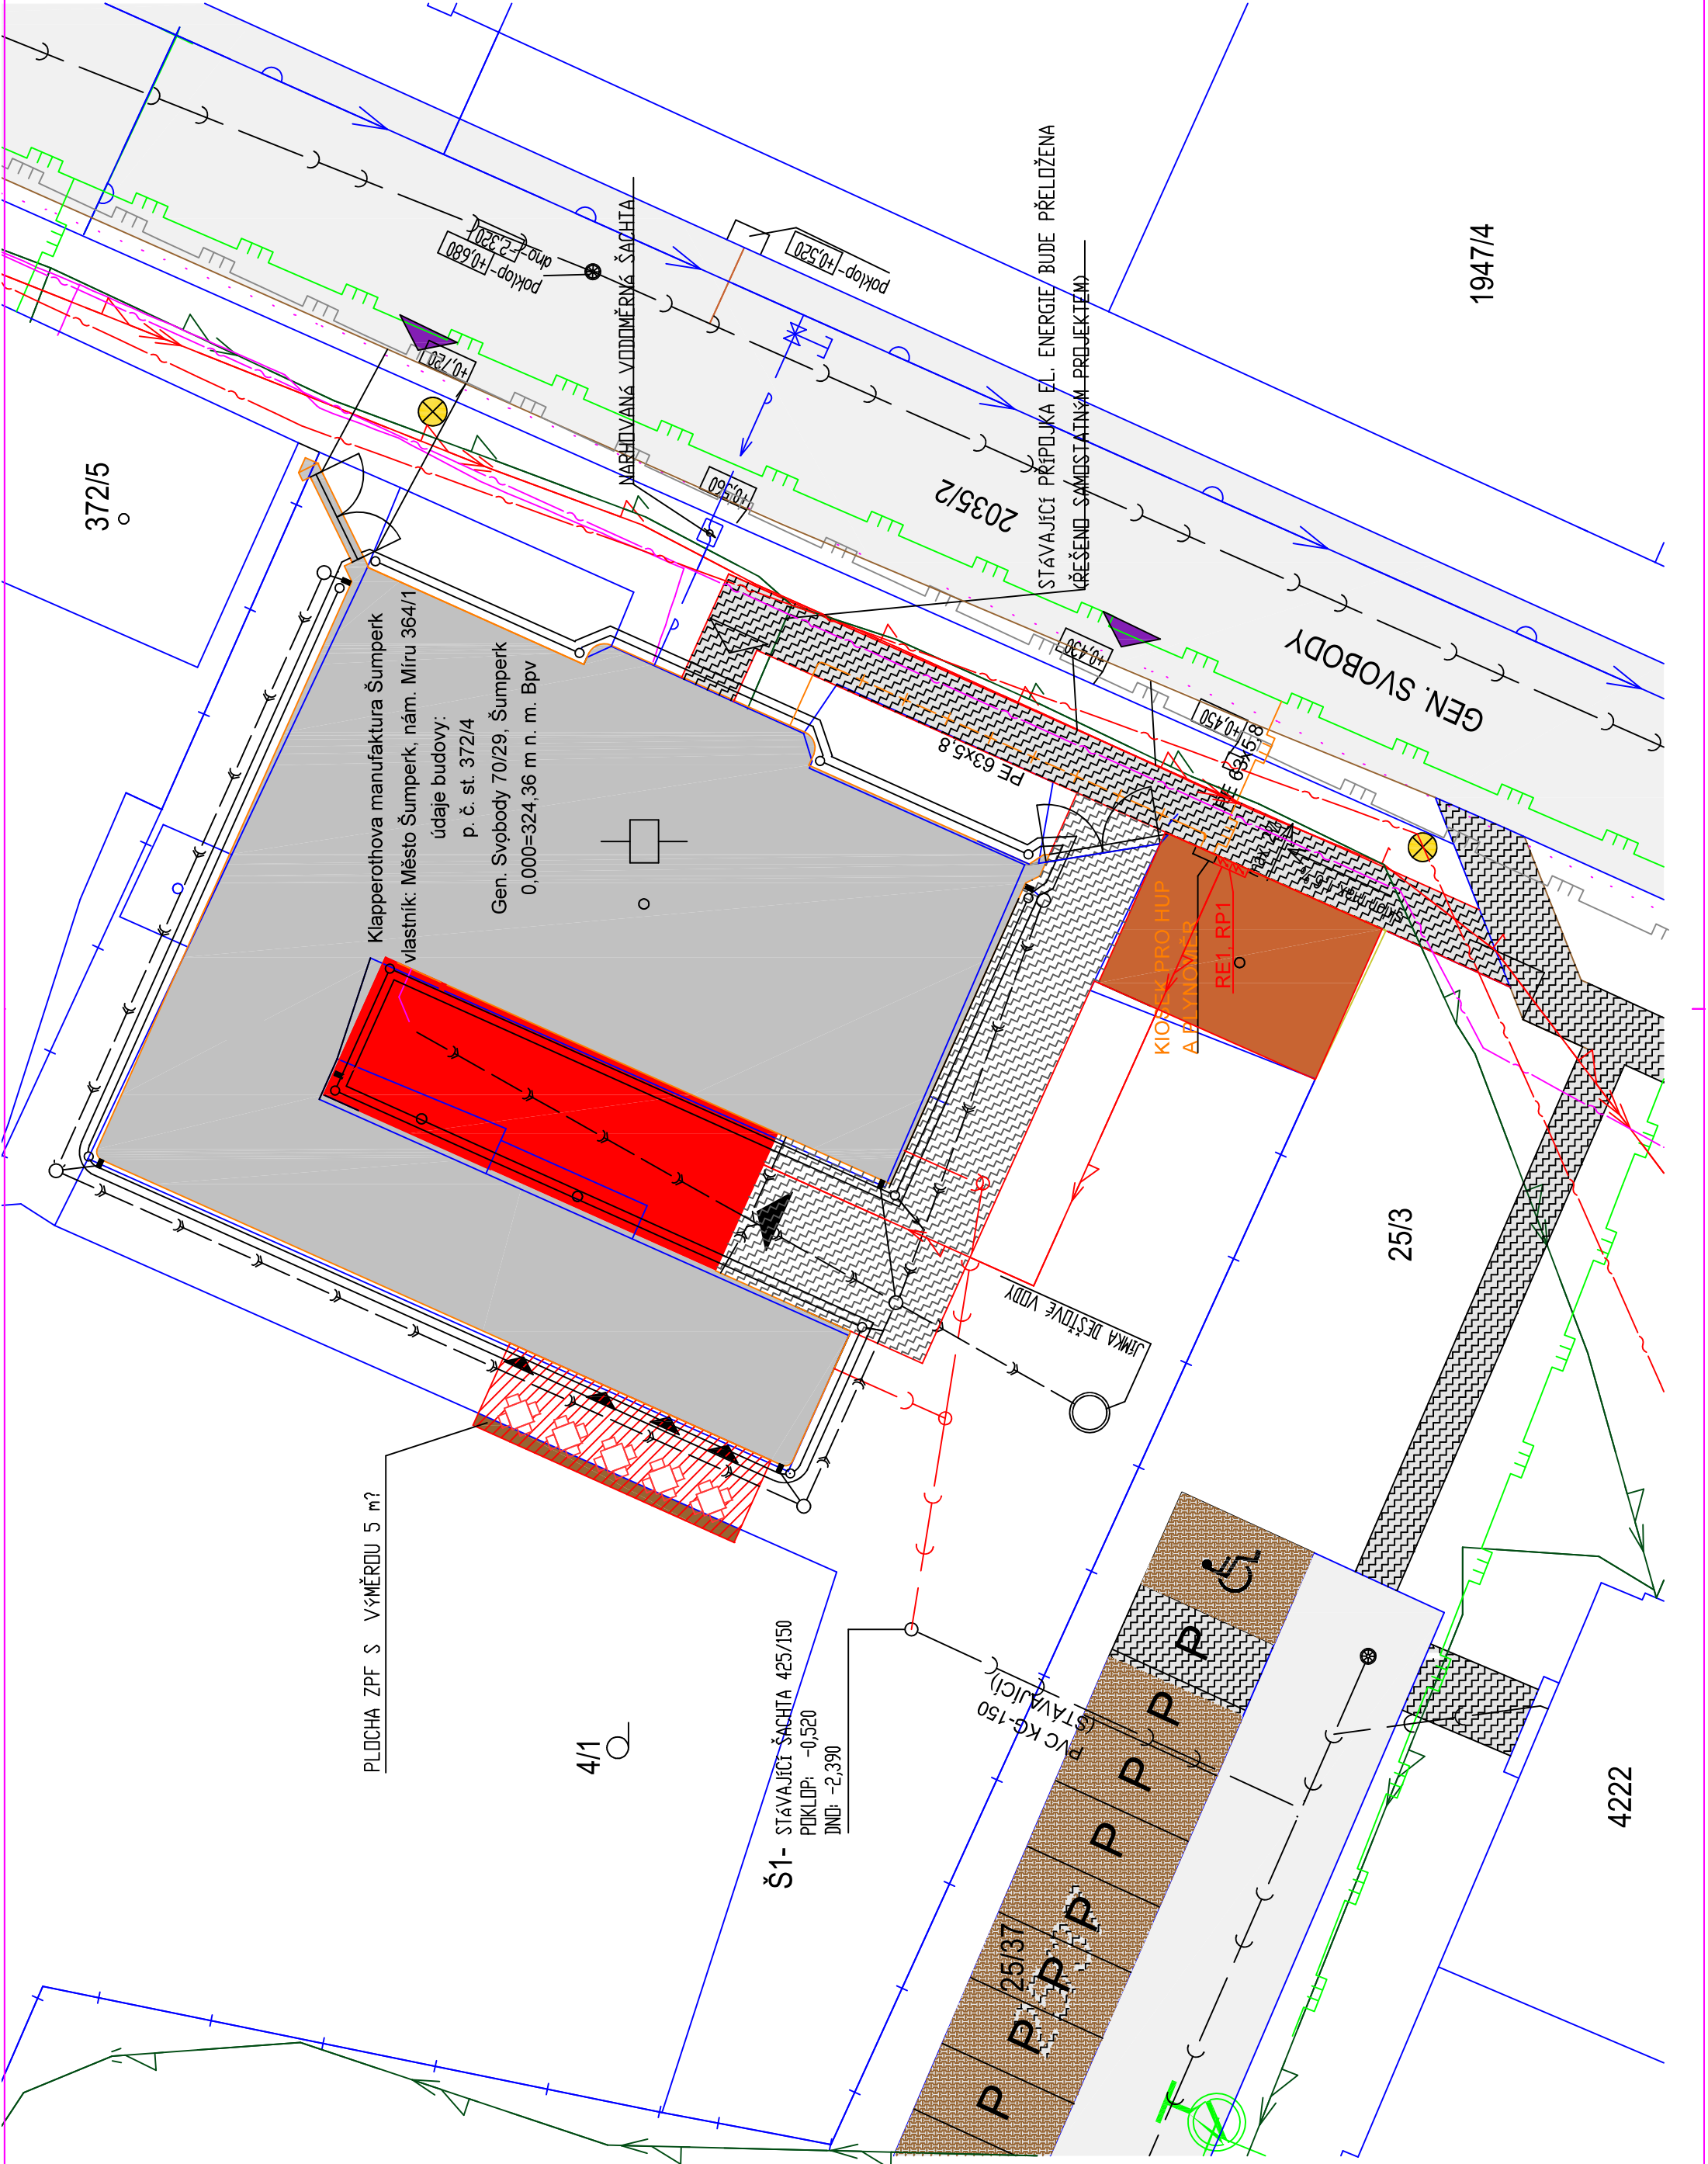 372/5
Klapperothova manufaktura Šumperk
vlastník: Město Šumperk, nám. Míru 364/1
údaje budovy:
p. č. st. 372/4
Gen. Svobody 70/29, Šumperk
0,000=324,36 m n. m. Bpv
poklop-+0,680
dno--2,320
+0,720
NARHOVANÁ VODOMĚRNÁ ŠACHTA
+0,560
poklop-+0,520
2035/2
STÁVAJÍCÍ PŘÍPOJKA EL. ENERGIE BUDE PŘELOŽENA
(ŘEŠENO SAMOSTATNÝM PROJEKTEM)
1947/4
GEN. SVOBODY
+0,430
+0,450
PE 63x5.8
PE 63x5.8
KIOSEK PRO HUP
A PLYNOMĚR
RE1, RP1
25/3
JÍMKA DEŠŤOVÉ VODY
PLOCHA ZPF S VÝMĚROU 5 m?
4/1
Š1- STÁVAJÍCÍ ŠACHTA 425/150
POKLOP: -0,520
DNO: -2,390
PVC KG-150
(STÁVAJÍCÍ)
P
P
P
P
P
P
P
P
25/37
4222